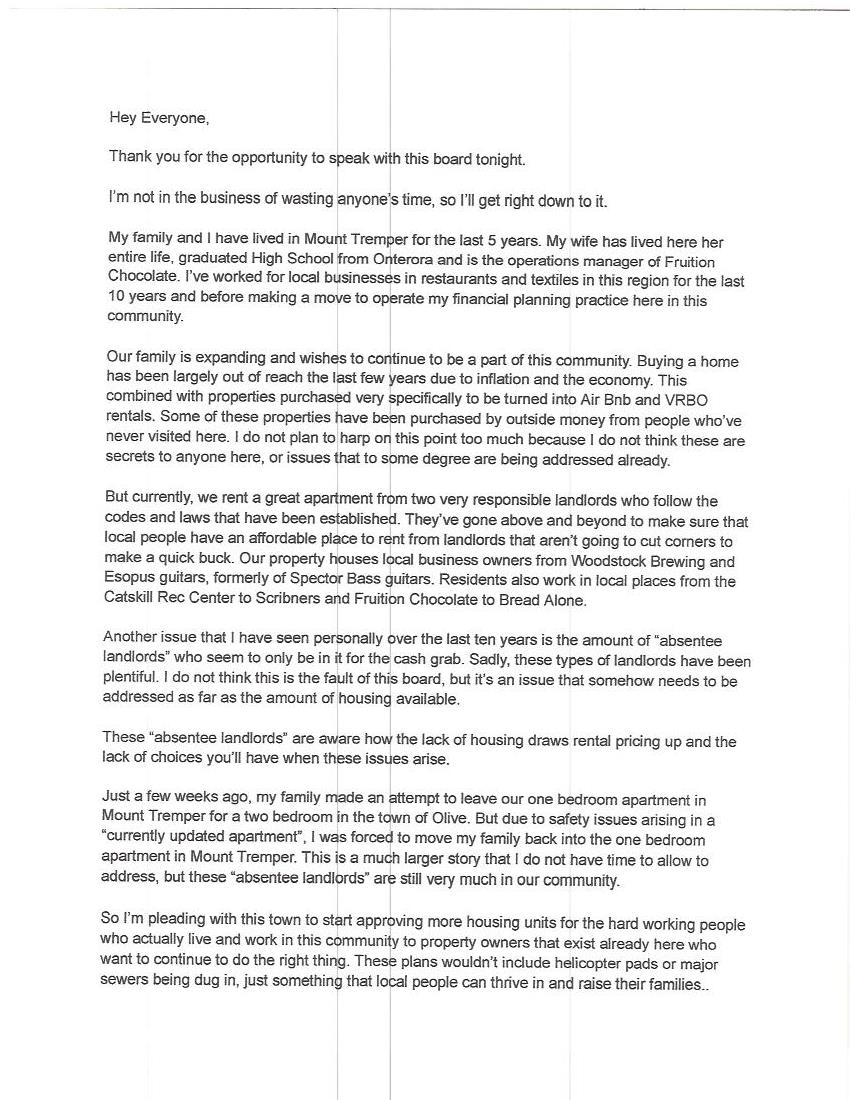 Hey Everyone,
Thank you for the opportunity to speak with this board tonight.
I'm not in the business of wasting anyone's time, so I'll get right down to it.
My family and I have lived in Mount Tremper for the last 5 years. My wife has lived here her
entire life, graduated High School from Onterora and is the operations manager of Fruition
Chocolate. I've worked for local businesses in restaurants and textiles in this region for the last
10 years and before making a move to operate my financial planning practice here in this
community.
Our family is expanding and wishes to continue to be a part of this community. Buying a home
has been largely out of reach the last few years due to inflation and the economy. This
combined with properties purchased very specifically to be turned into Air Bnb and VRBO
rentals. Some of these properties have been purchased by outside money from people who've
never visited here. I do not plan to harp on this point too much because I do not think these are
secrets to anyone here, or issues that to some degree are being addressed already.
But currently, we rent a great apartment from two very responsible landlords who follow the
codes and laws that have been established. They've gone above and beyond to make sure that
local people have an affordable place to rent from landlords that aren't going to cut corners to
make a quick buck. Our property houses local business owners from Woodstock Brewing and
Esopus guitars, formerly of Spector Bass guitars. Residents also work in local places from the
Catskill Rec Center to Scribners and Fruition Chocolate to Bread Alone.
Another issue that I have seen personally over the last ten years is the amount of "absentee
landlords" who seem to only be in it for the cash grab. Sadly, these types of landlords have been
plentiful. I do not think this is the fault of this board, but it's an issue that somehow needs to be
addressed as far as the amount of housing available.
These "absentee landlords" are aware how the lack of housing draws rental pricing up and the
lack of choices you'll have when these issues arise.
Just a few weeks ago, my family made an attempt to leave our one bedroom apartment in
Mount Tremper for a two bedroom in the town of Olive. But due to safety issues arising in a
"currently updated apartment", I was forced to move my family back into the one bedroom
apartment in Mount Tremper. This is a much larger story that I do not have time to allow to
address, but these "absentee landlords" are still very much in our community.
So I'm pleading with this town to start approving more housing units for the hard working people
who actually live and work in this community to property owners that exist already here who
want to continue to do the right thing. These plans wouldn't include helicopter pads or major
sewers being dug in, just something that local people can thrive in and raise their families..